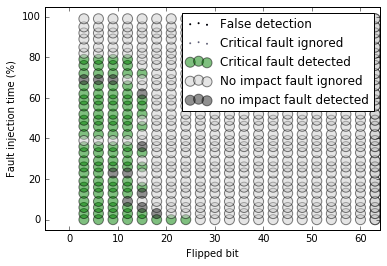 100
80
60
40
20
0
Fault injection time (%)
False detection
Critical fault ignored
Critical fault detected
No impact fault ignored
no impact fault detected
0 10 20 30 40 50 60
Flipped bit